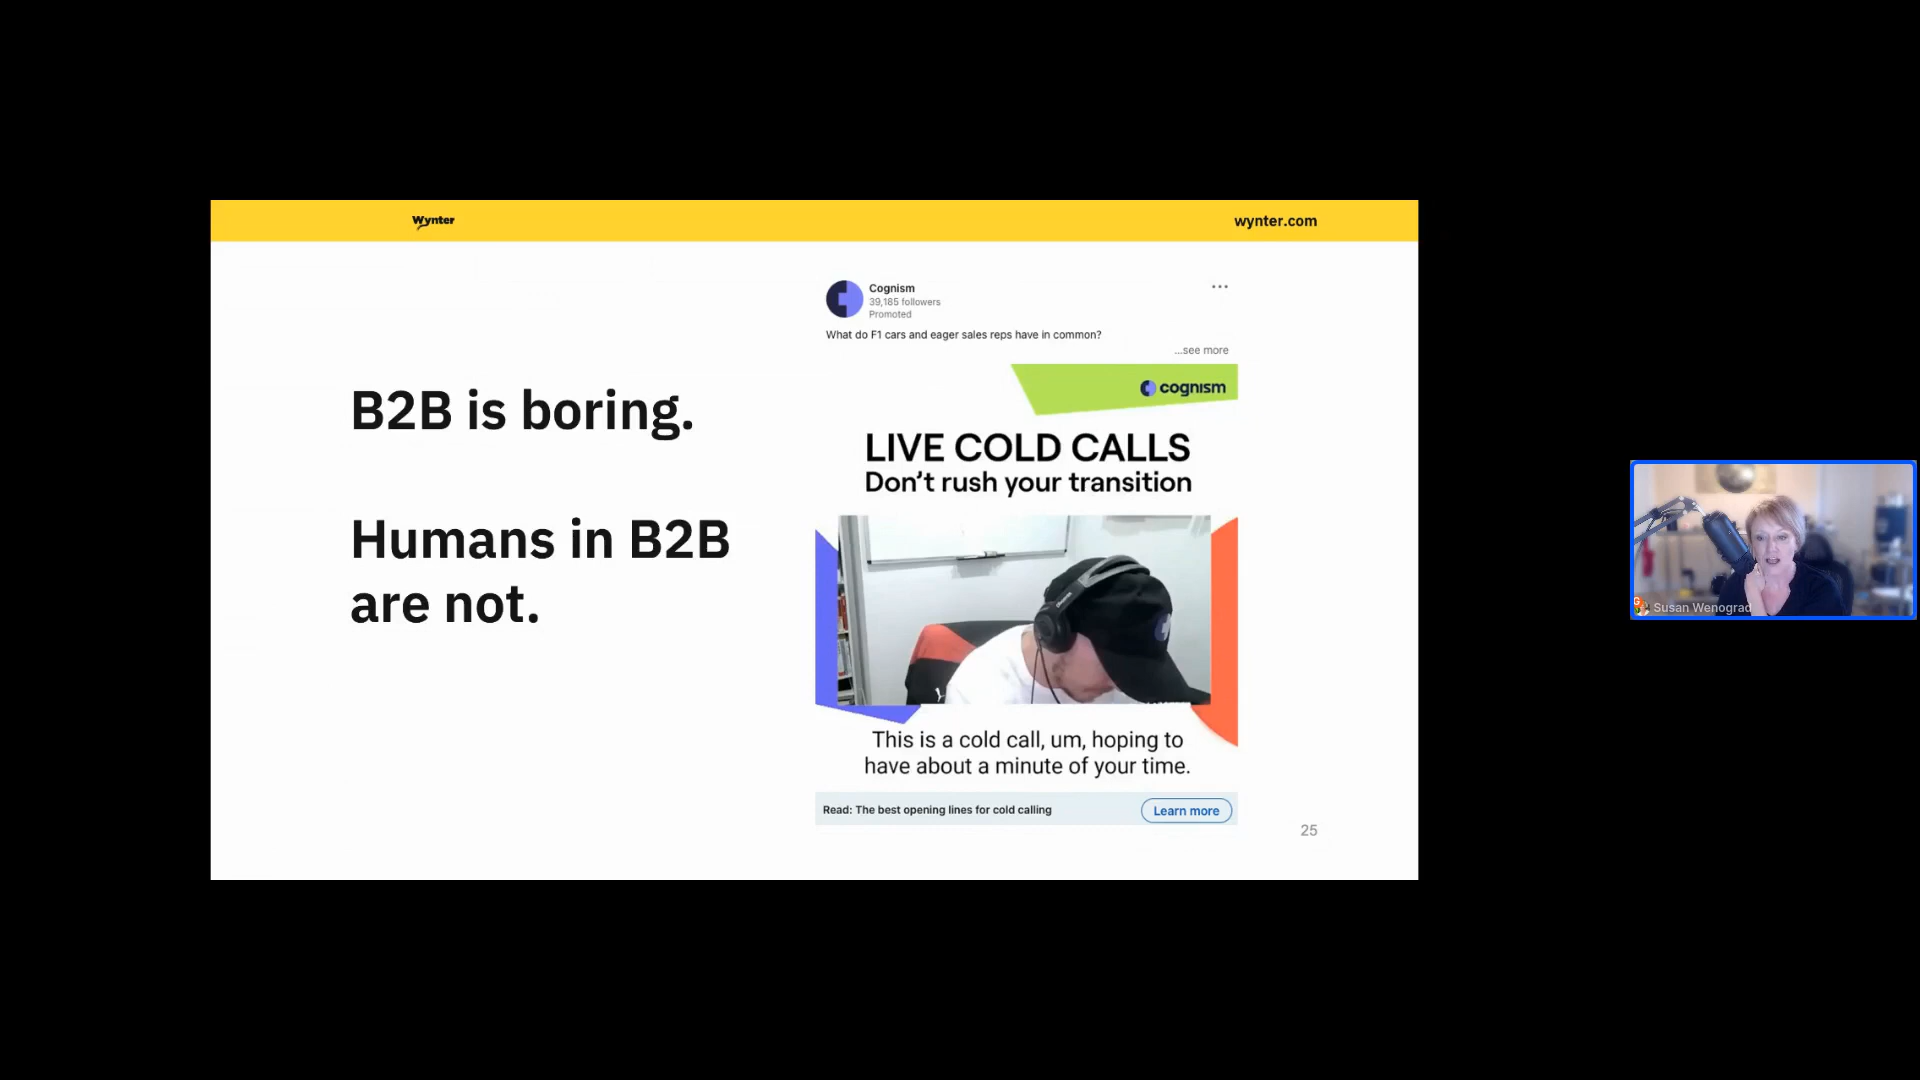 Wynter
wynter.com
B2B is boring.
Humans in B2B
are not.
Cognism
39,185 followers
Promoted
What do F1 cars and eager sales reps have in common?
...see more
cognism
LIVE COLD CALLS
Don't rush your transition
This is a cold call, um, hoping to
have about a minute of your time.
Read: The best opening lines for cold calling
Learn more
25
Susan Wenograd